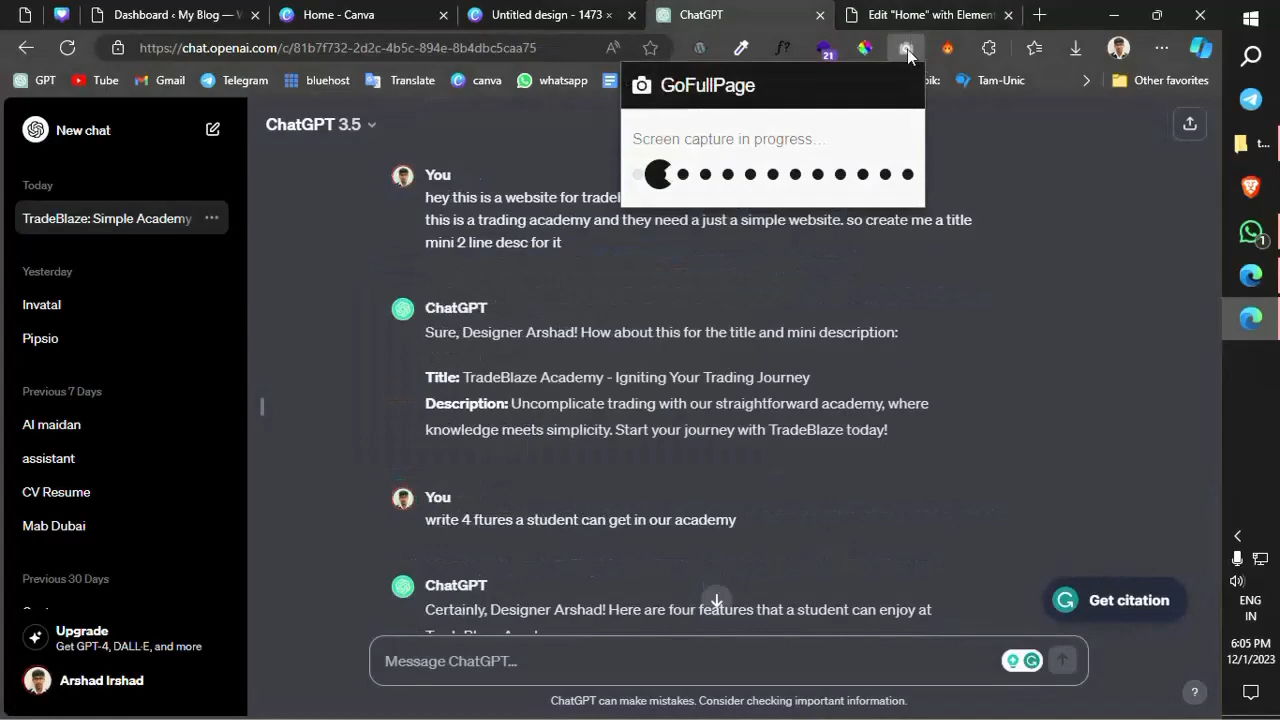 Dashboard ‹ My Blog — W
Home - Canva
Untitled design - 1473 ×
ChatGPT
Edit "Home" with Element
https://chat.openai.com/c/81b7f732-2d2c-4b5c-894e-8b4dbc5caa75
21
GPT
Tube
Gmail
Telegram
bluehost
Translate
canva
whatsapp
pik:
Tam-Unic
Other favorites
GoFullPage
Screen capture in progress...
New chat
ChatGPT 3.5
Today
TradeBlaze: Simple Academy
Yesterday
Invatal
Pipsio
Previous 7 Days
AI maidan
assistant
CV Resume
Mab Dubai
Previous 30 Days
Upgrade
Get GPT-4, DALL·E, and more
Arshad Irshad
You
hey this is a website for tradel
this is a trading academy and they need a just a simple website. so create me a title
mini 2 line desc for it
ChatGPT
Sure, Designer Arshad! How about this for the title and mini description:
Title: TradeBlaze Academy - Igniting Your Trading Journey
Description: Uncomplicate trading with our straightforward academy, where
knowledge meets simplicity. Start your journey with TradeBlaze today!
You
write 4 ftures a student can get in our academy
ChatGPT
Certainly, Designer Arshad! Here are four features that a student can enjoy at
Get citation
Message ChatGPT...
ChatGPT can make mistakes. Consider checking important information.
?
t...
1
ENG
IN
6:05 PM
12/1/2023